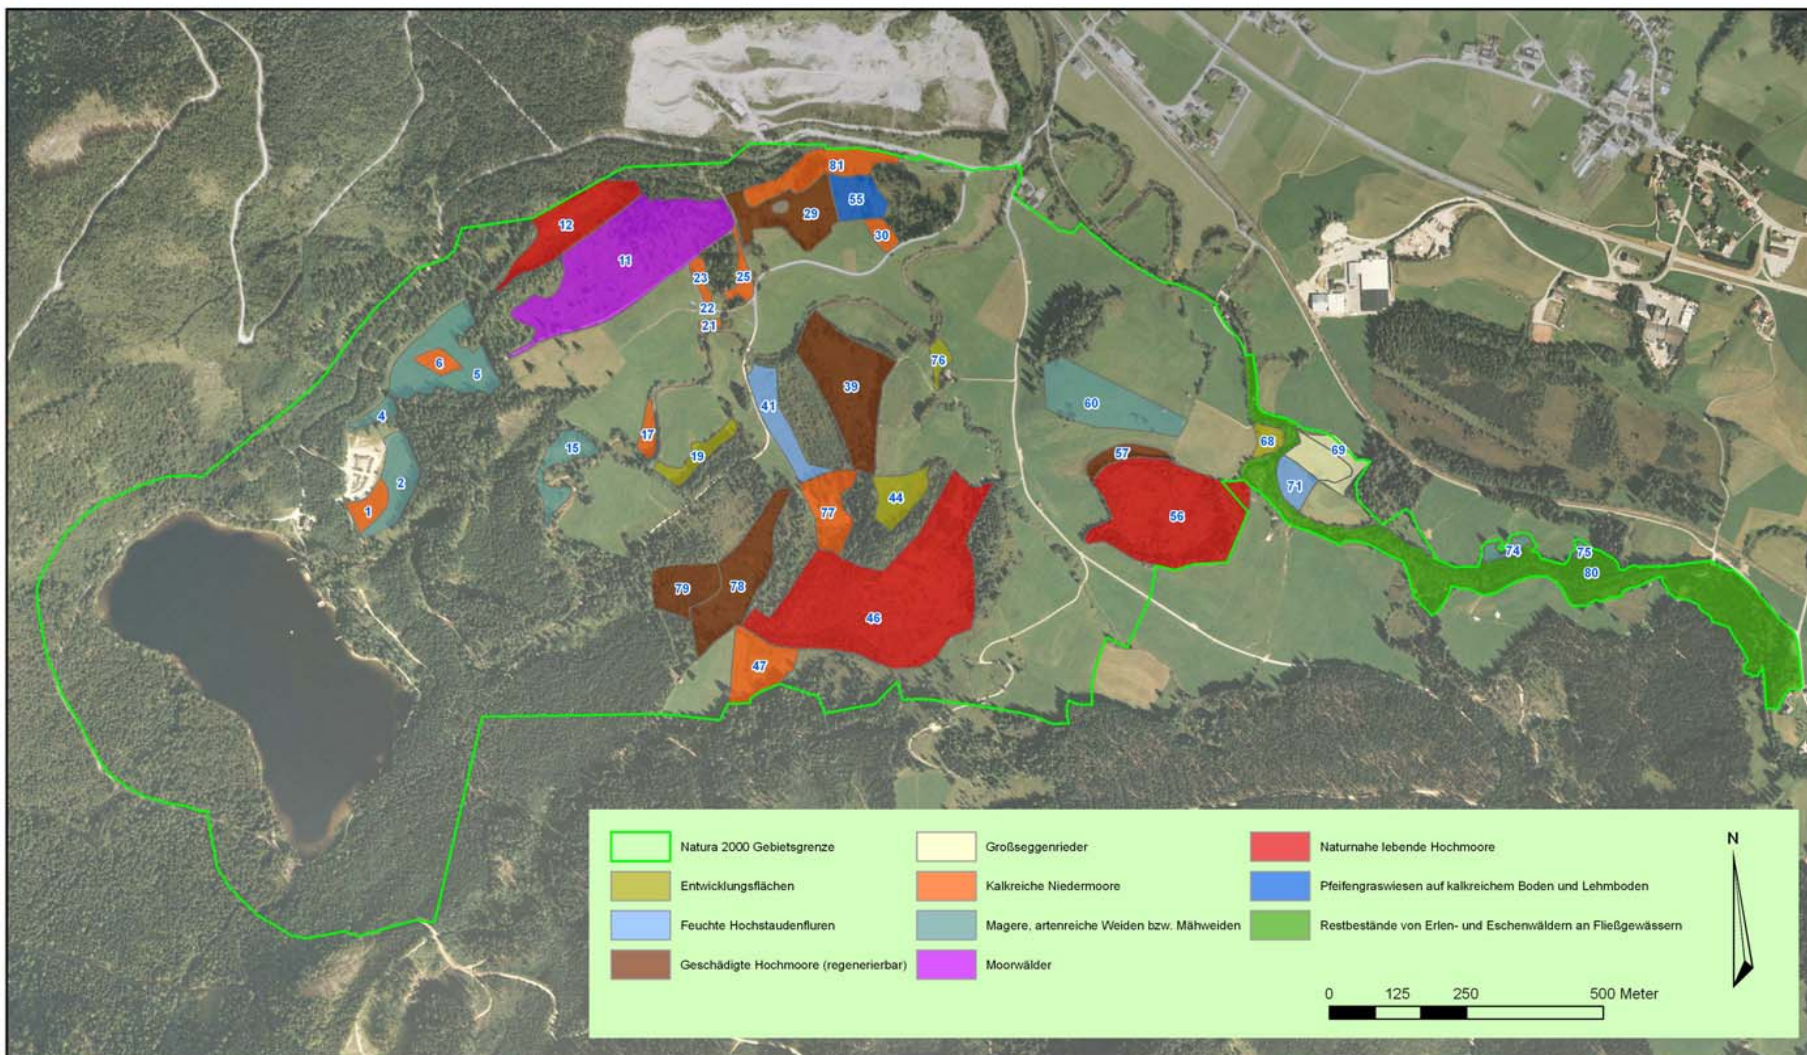 81
12
29
55
30
11
23
25
22
21
6
5
76
39
41
60
4
17
15
19
57
68
69
2
71
44
1
77
56
74
75
80
79
78
46
47
Natura 2000 Gebietsgrenze
Großseggenrieder
Naturnahe lebende Hochmoore
N
Entwicklungsflächen
Kalkreiche Niedermoore
Pfeifengraswiesen auf kalkreichem Boden und Lehmboden
Feuchte Hochstaudenfluren
Magere, artenreiche Weiden bzw. Mähweiden
Restbestände von Erlen- und Eschenwäldern an Fließgewässern
Geschädigte Hochmoore (regenerierbar)
Moorwälder
0 125 250 500 Meter